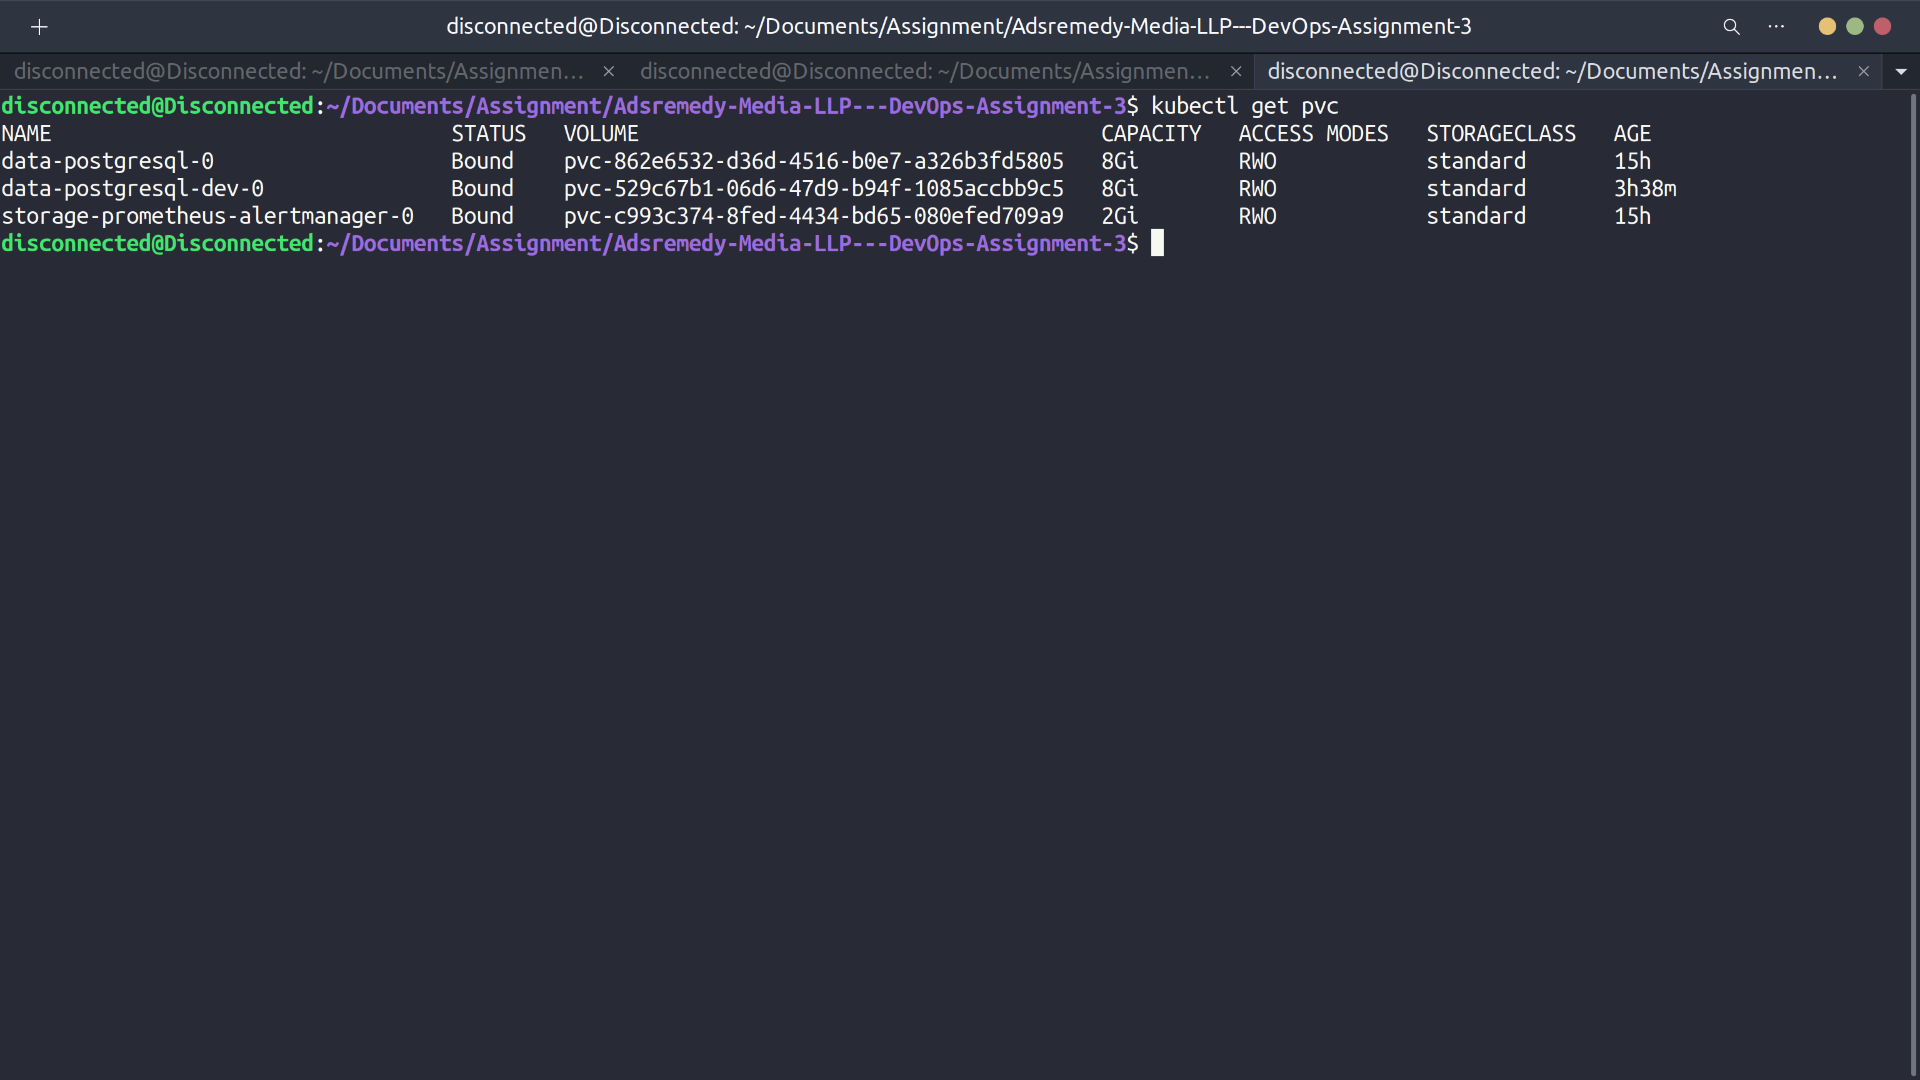 disconnected@Disconnected: ~/Documents/Assignment/Adsremedy-Media-LLP---DevOps-Assignment-3
disconnected@Disconnected: ~/Documents/Assignmen... disconnected@Disconnected: ~/Documents/Assignmen... disconnected@Disconnected: ~/Documents/Assignmen...
disconnected@Disconnected:~/Documents/Assignment/Adsremedy-Media-LLP---DevOps-Assignment-3$ kubectl get pvc
NAME STATUS VOLUME CAPACITY ACCESS MODES STORAGECLASS AGE
data-postgresql-0 Bound pvc-862e6532-d36d-4516-b0e7-a326b3fd5805 8Gi RWO standard 15h
data-postgresql-dev-0 Bound pvc-529c67b1-06d6-47d9-b94f-1085accbb9c5 8Gi RWO standard 3h38m
storage-prometheus-alertmanager-0 Bound pvc-c993c374-8fed-4434-bd65-080efed709a9 2Gi RWO standard 15h
disconnected@Disconnected:~/Documents/Assignment/Adsremedy-Media-LLP---DevOps-Assignment-3$